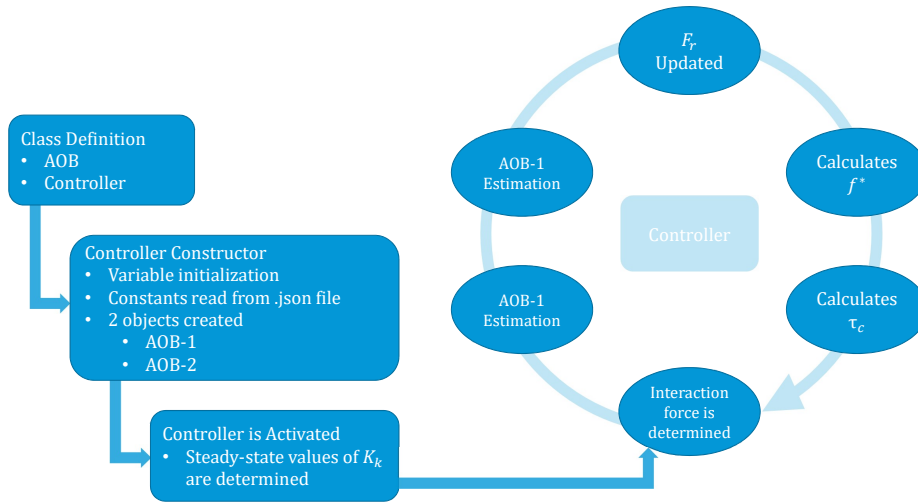 Class Definition
• AOB
• Controller
Controller Constructor
• Variable initialization
• Constants read from .json file
• 2 objects created
• AOB-1
• AOB-2
Controller is Activated
• Steady-state values of K_k
are determined
F_r
Updated
Calculates
f*
Calculates
τ_c
Interaction
force is
determined
AOB-1
Estimation
AOB-1
Estimation
Controller